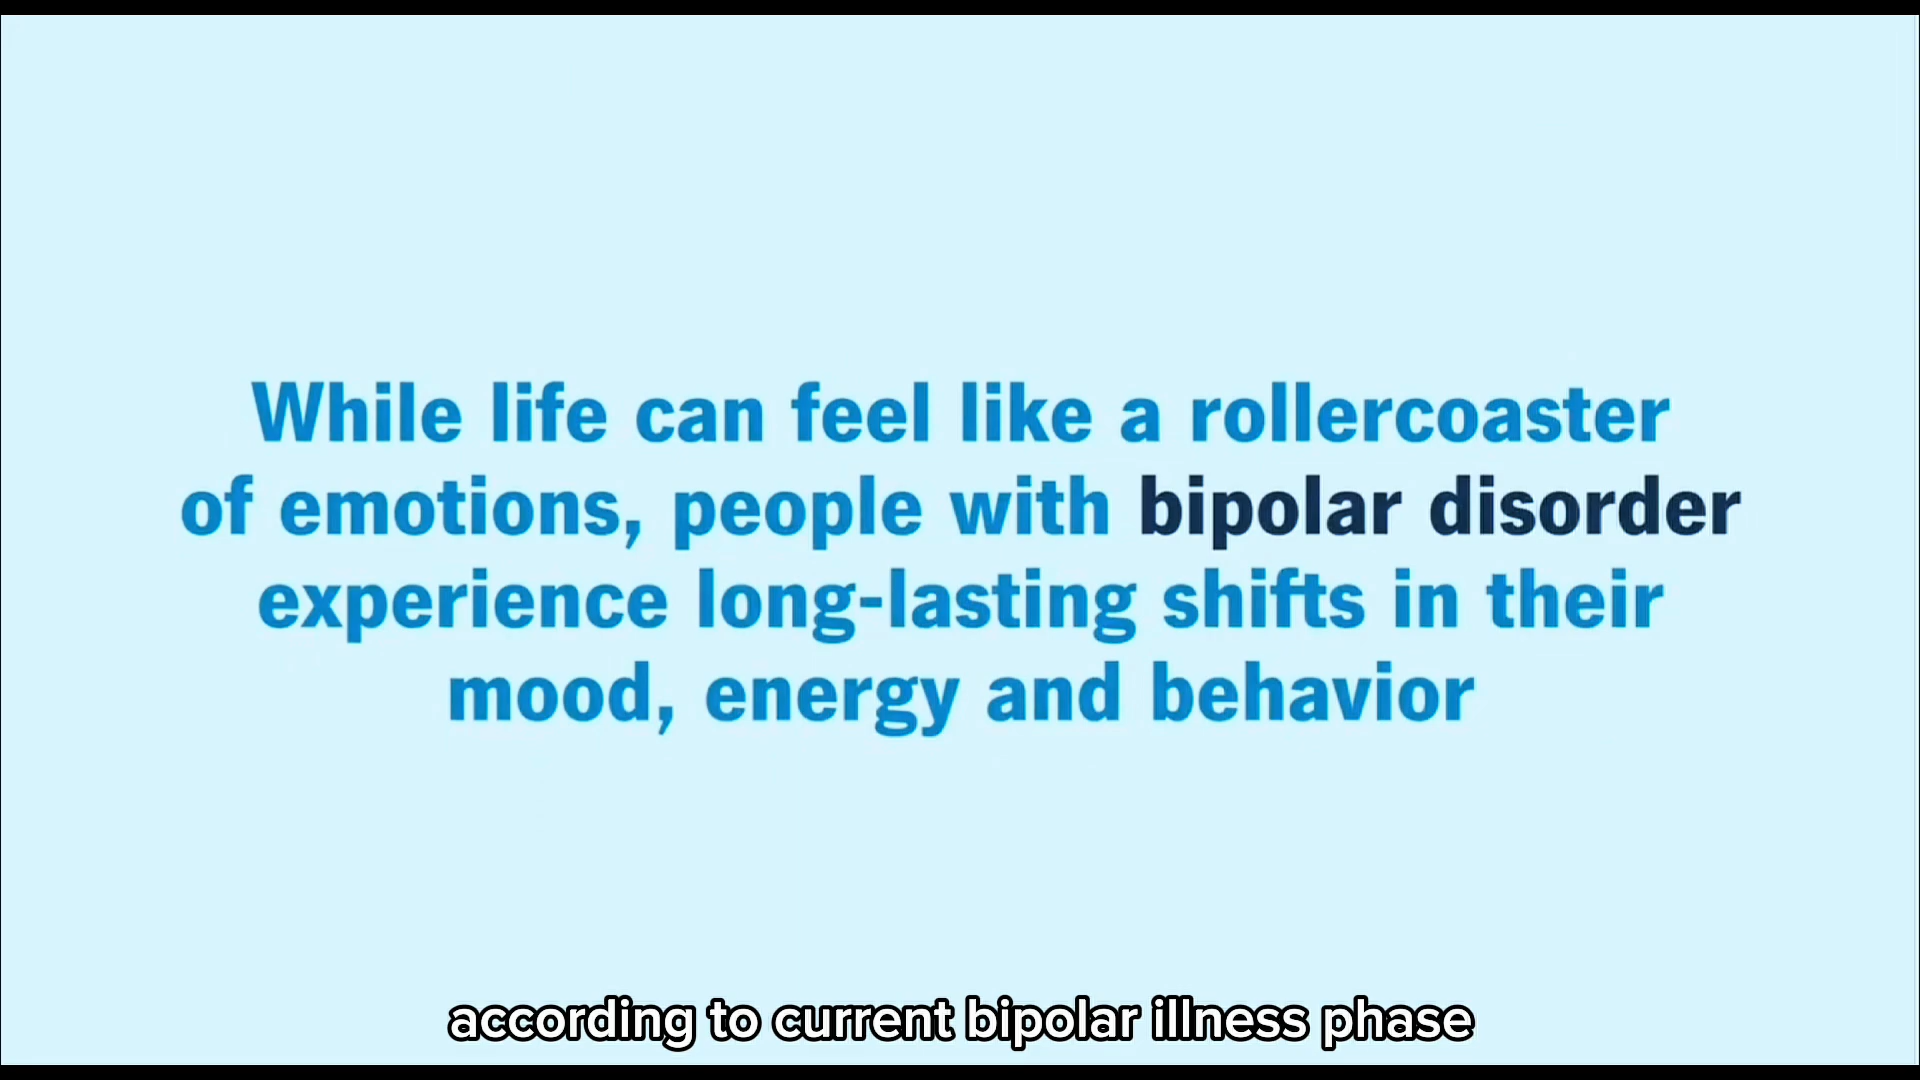 While life can feel like a rollercoaster
of emotions, people with bipolar disorder
experience long-lasting shifts in their
mood, energy and behavior
according to current bipolar illness phase